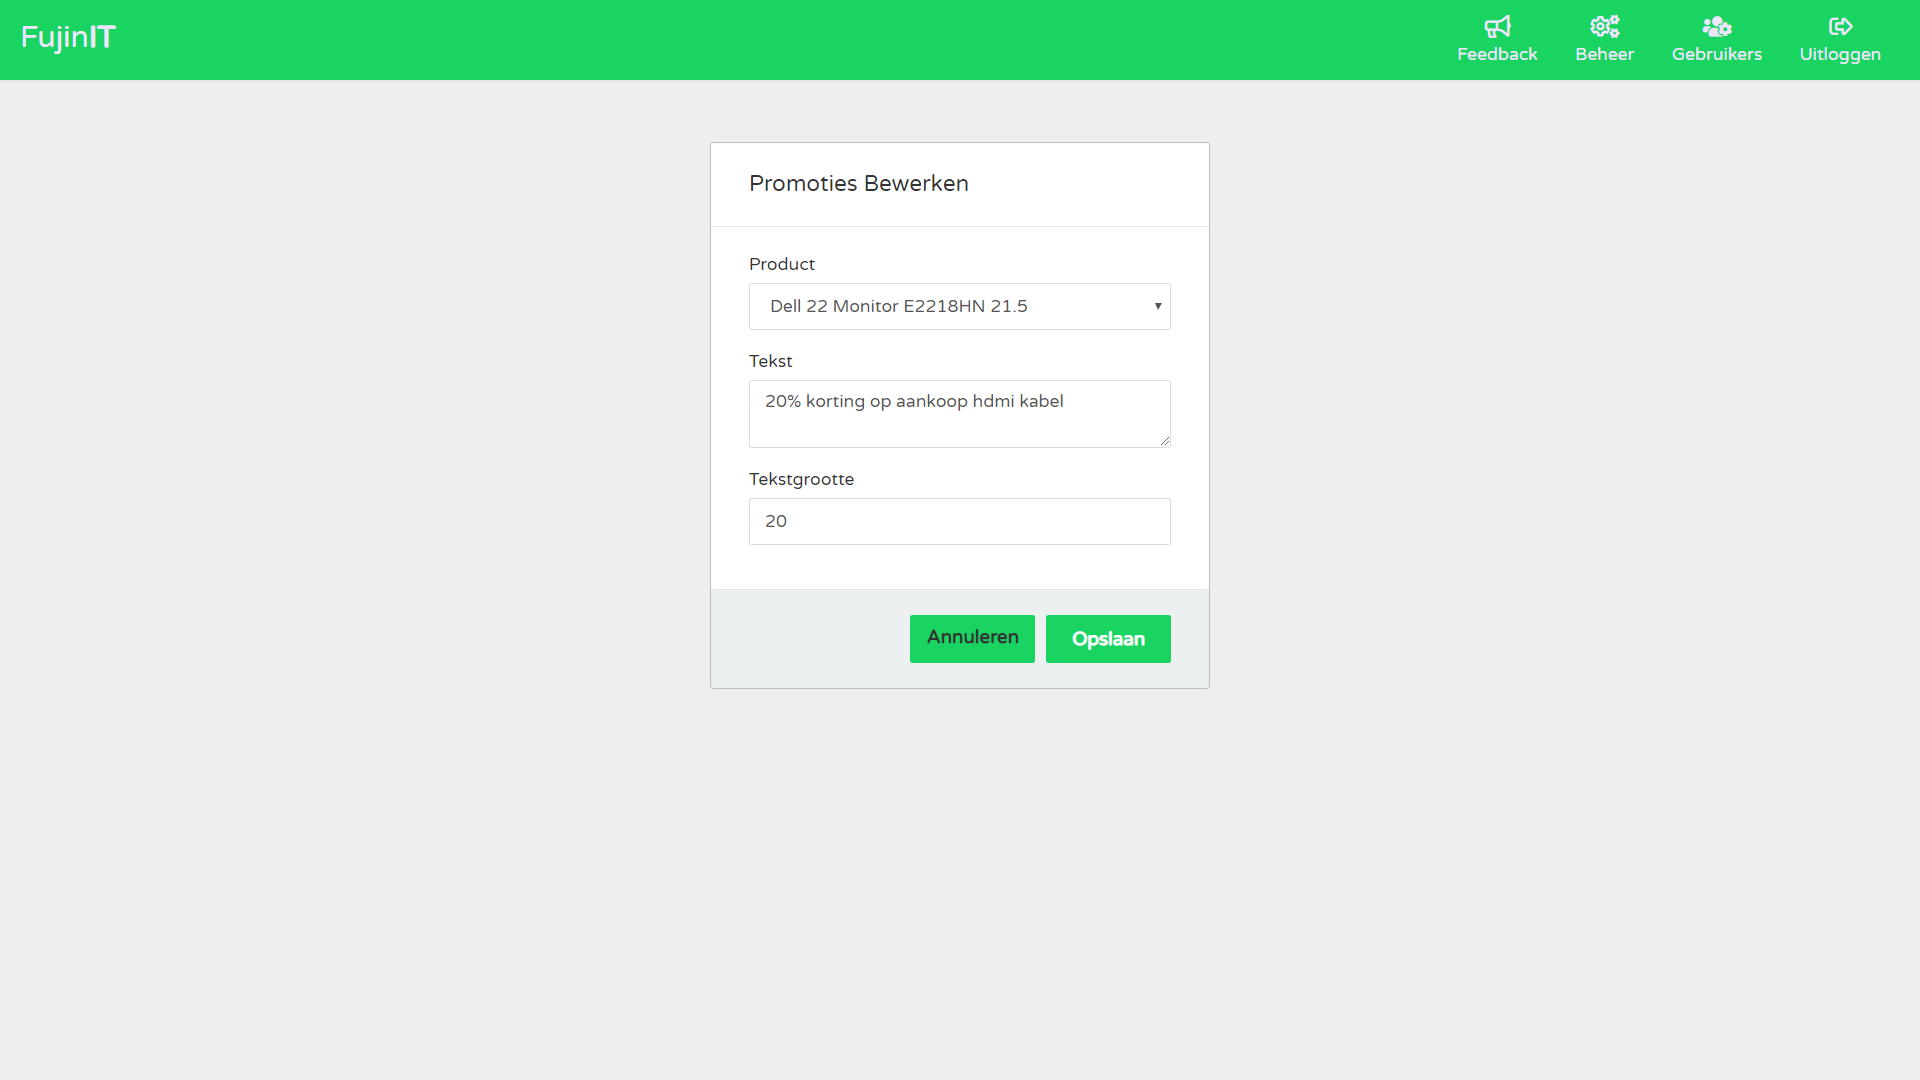 FujinIT
Feedback
Beheer
Gebruikers
Uitloggen
Promoties Bewerken
Product
Dell 22 Monitor E2218HN 21.5
Tekst
20% korting op aankoop hdmi kabel
Tekstgrootte
20
Annuleren
Opslaan